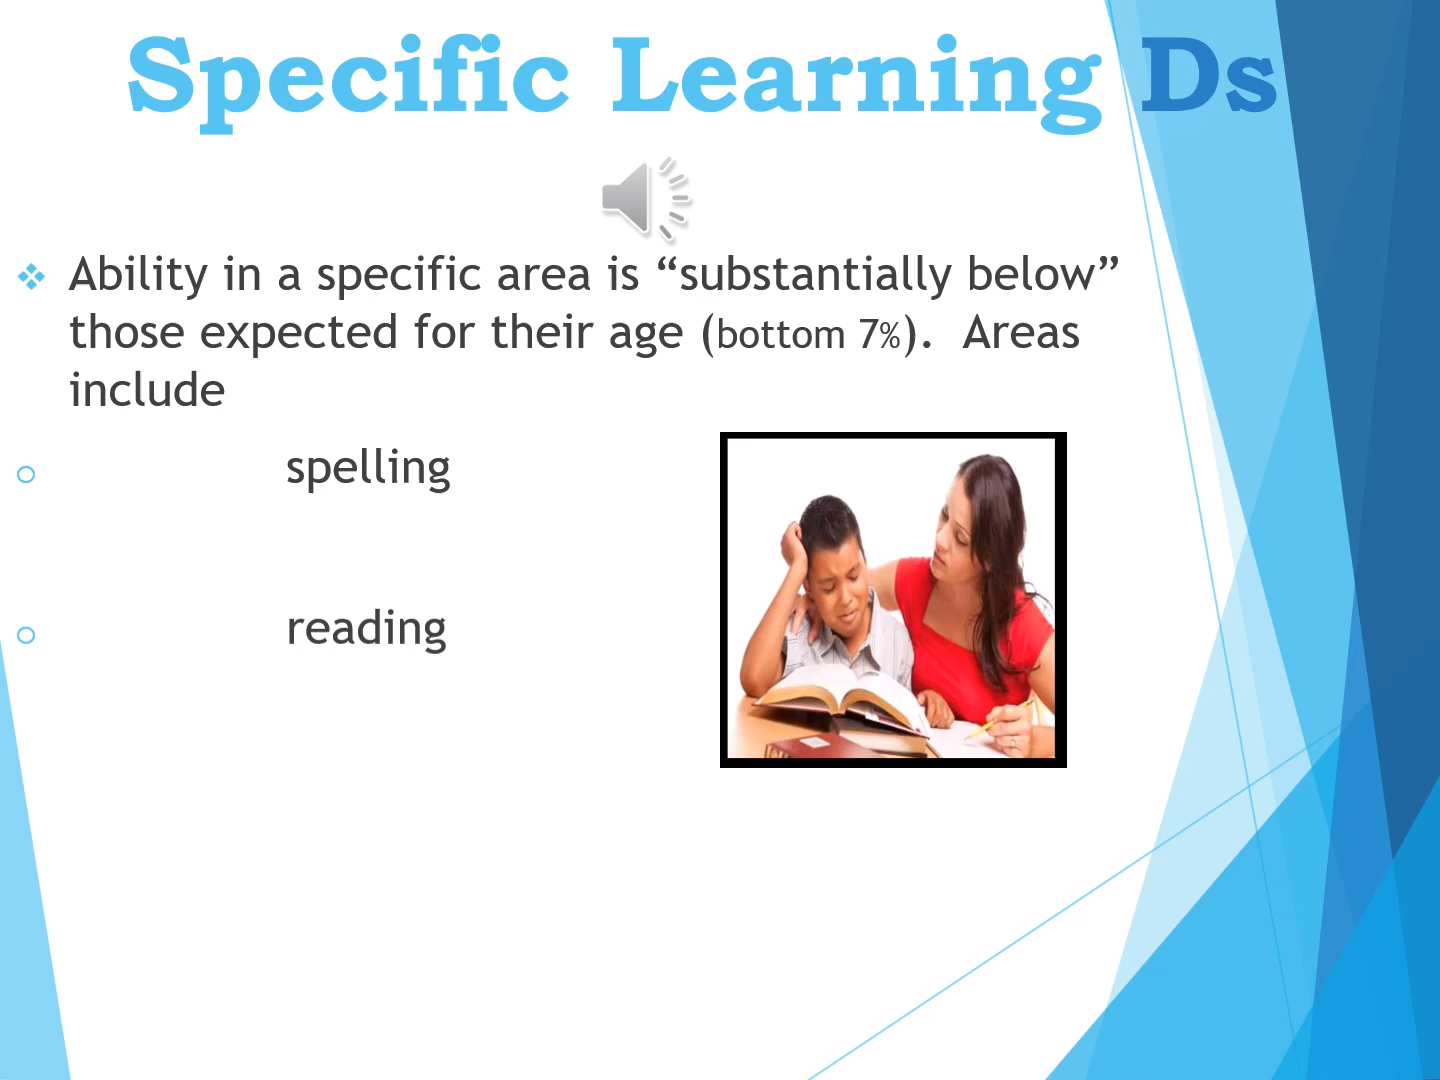 Specific Learning Ds
Ability in a specific area is “substantially below”
those expected for their age (bottom 7%).  Areas
include
spelling
reading